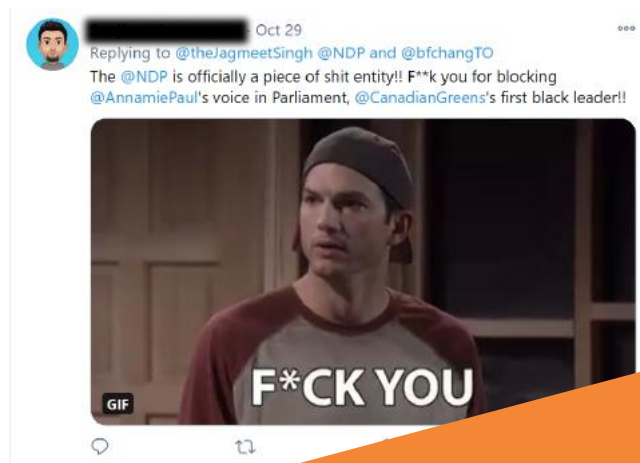 · Oct 29
Replying to @theJagmeetSingh @NDP and @bfchangTO
The @NDP is officially a piece of shit entity!! F**k you for blocking
@AnnamiePaul's voice in Parliament, @CanadianGreens's first black leader!!
F*CK YOU
GIF